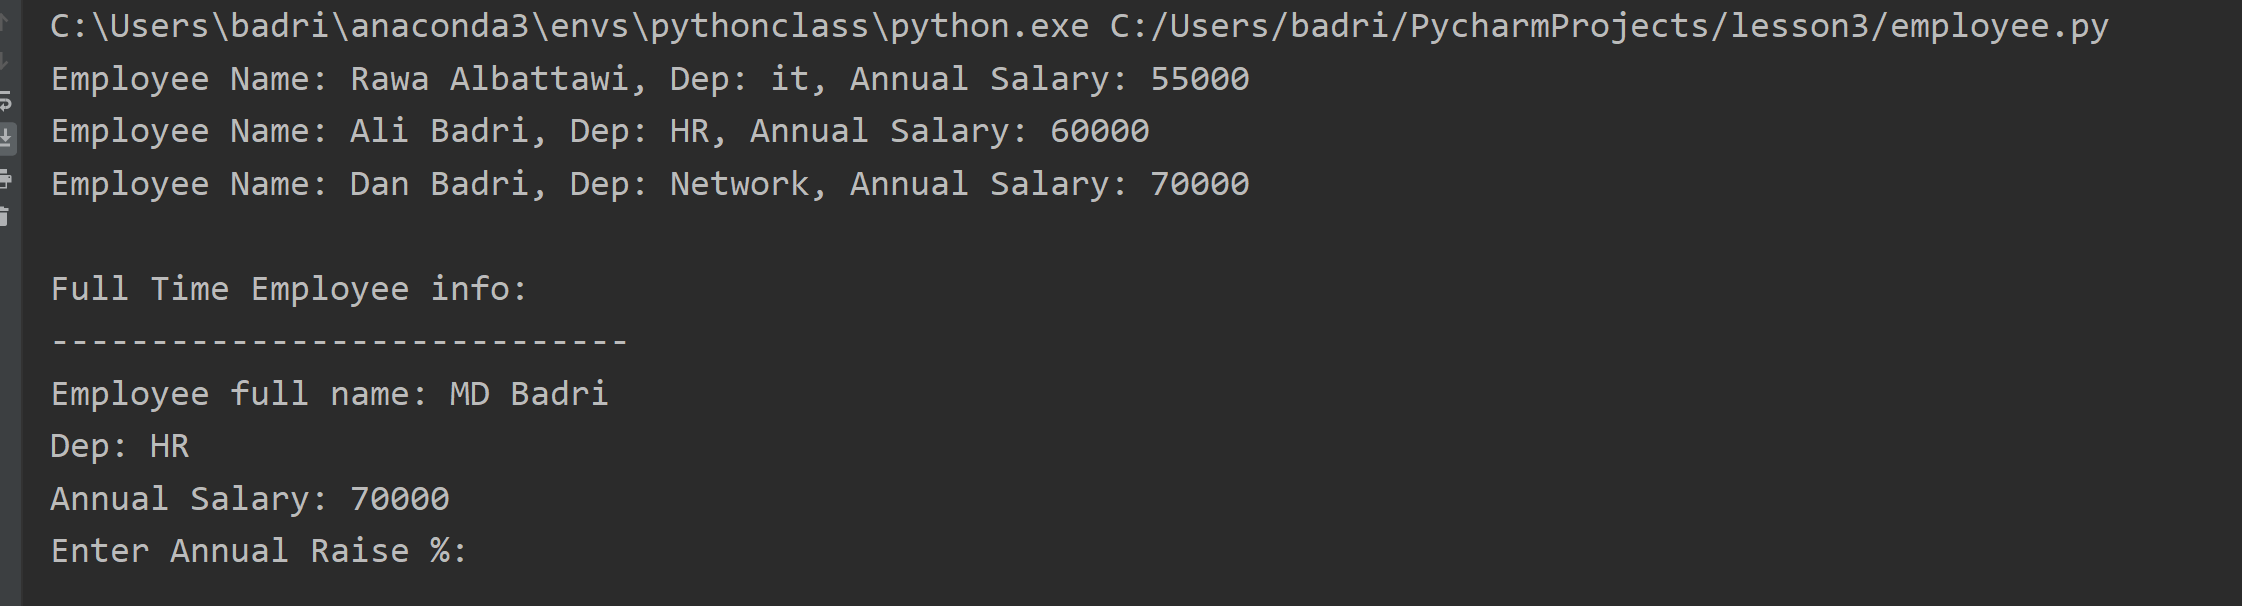 C:\Users\badri\anaconda3\envs\pythonclass\python.exe C:/Users/badri/PycharmProjects/lesson3/employee.py
Employee Name: Rawa Albattawi, Dep: it, Annual Salary: 55000
Employee Name: Ali Badri, Dep: HR, Annual Salary: 60000
Employee Name: Dan Badri, Dep: Network, Annual Salary: 70000
Full Time Employee info:
-----------------------------
Employee full name: MD Badri
Dep: HR
Annual Salary: 70000
Enter Annual Raise %: